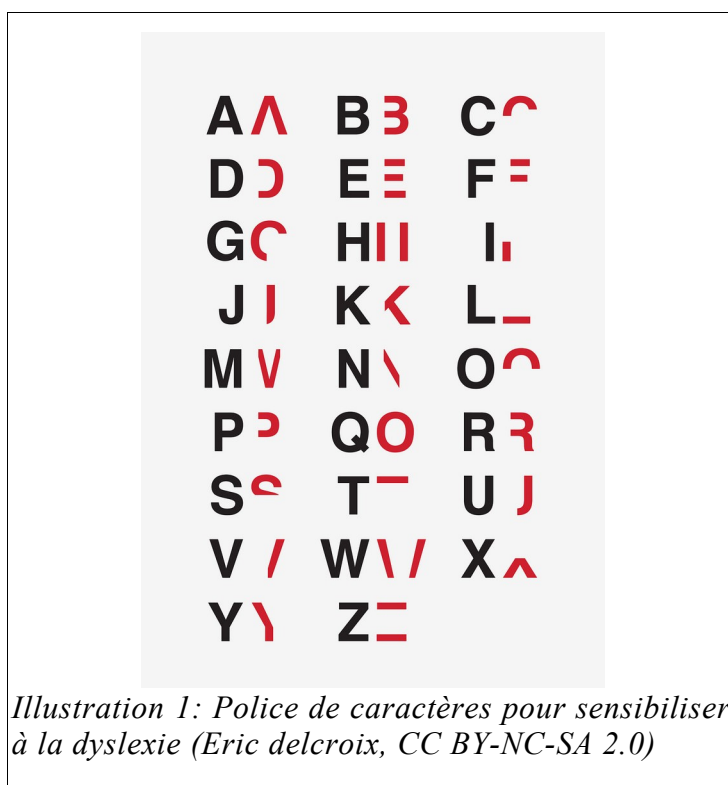 A B C
D E F
G H I
J K L
M N O
P Q R
S T U
V W X
Y Z
Illustration 1: Police de caractères pour sensibiliser
à la dyslexie (Eric delcroix, CC BY-NC-SA 2.0)